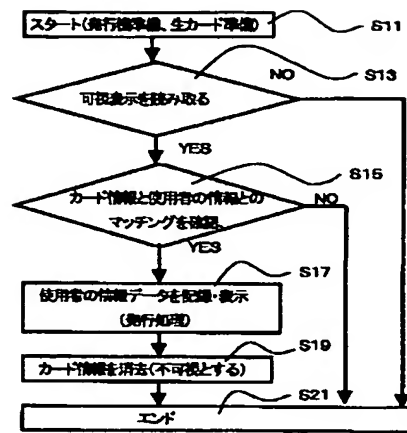 スタート(発行機準備、生カード準備)
S11
可視表示を読み取る
S13
NO
YES
カード情報と使用者の情報との
マッチングを確認
S15
NO
YES
使用者の情報データを記録・表示
(発行処理)
S17
カード情報を消去(不可視とする)
S19
エンド
S21